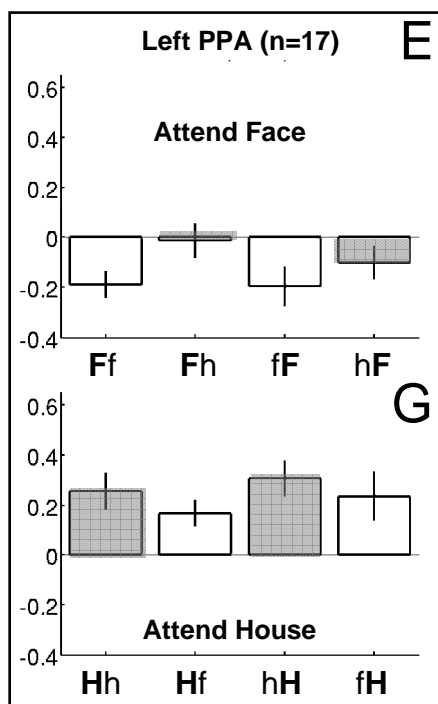 Left PPA (n=17) E
0.6
Attend Face
0.4
0.2
0
-0.2
-0.4
Ff Fh fF hF
G
0.6
0.4
0.2
0
-0.2
Attend House
-0.4
Hh Hf hH fH